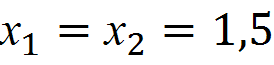 x₁ = x₂ = 1,5